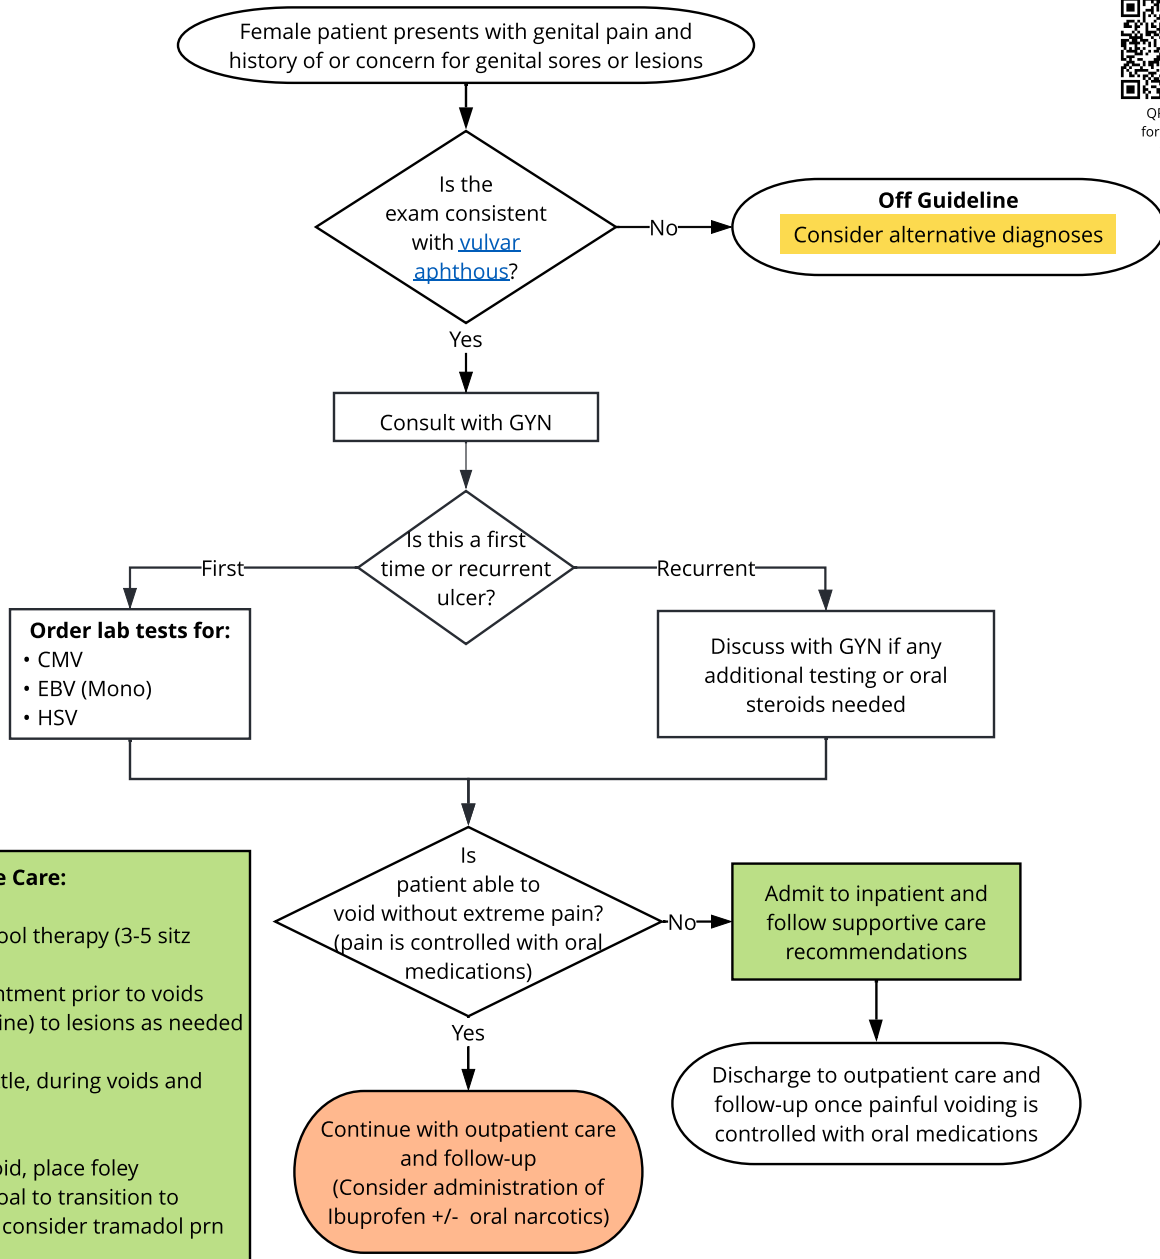 Female patient presents with genital pain and
history of or concern for genital sores or lesions
Is the
exam consistent
with vulvar
aphthous?
No
Off Guideline
Consider alternative diagnoses
for
Yes
Consult with GYN
Is this a first
time or recurrent
ulcer?
First
Recurrent
Order lab tests for:
• CMV
• EBV (Mono)
• HSV
Discuss with GYN if any
additional testing or oral
steroids needed
Is
patient able to
void without extreme pain?
(pain is controlled with oral
medications)
No
Admit to inpatient and
follow supportive care
recommendations
Yes
Discharge to outpatient care and
follow-up once painful voiding is
controlled with oral medications
Continue with outpatient care
and follow-up
(Consider administration of
Ibuprofen +/- oral narcotics)
Care:
therapy (3-5 sitz
prior to voids
to lesions as needed
during voids and
place foley
to transition to
consider tramadol prn